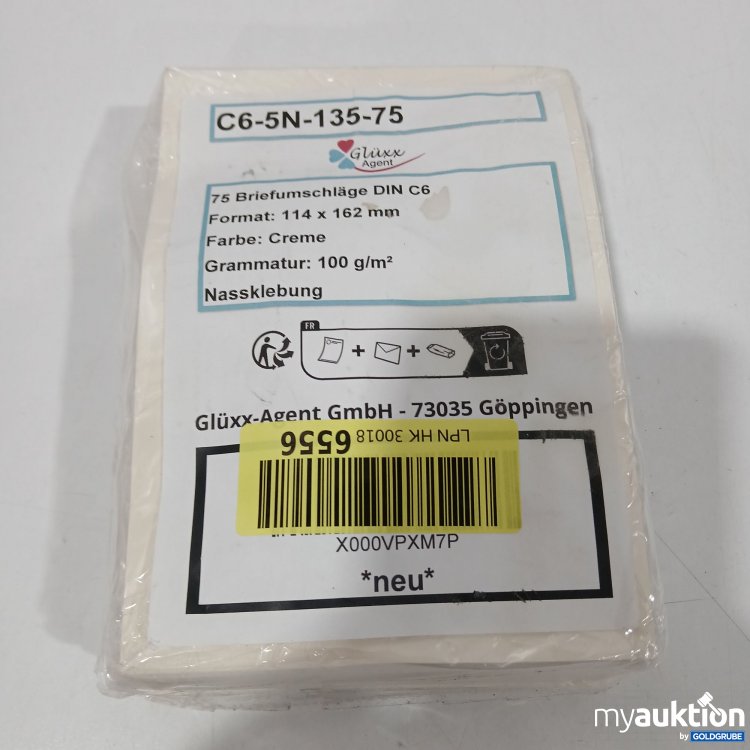 C6-5N-135-75
Glüxx
Agent
75 Briefumschläge DIN C6
Format: 114 x 162 mm
Farbe: Creme
Grammatur: 100 g/m²
Nassklebung
FR
Glüxx-Agent GmbH - 73035 Göppingen
LPN HK 30018 6556
X000VPXM7P
*neu*
myauktion
by GOLDGRUBE